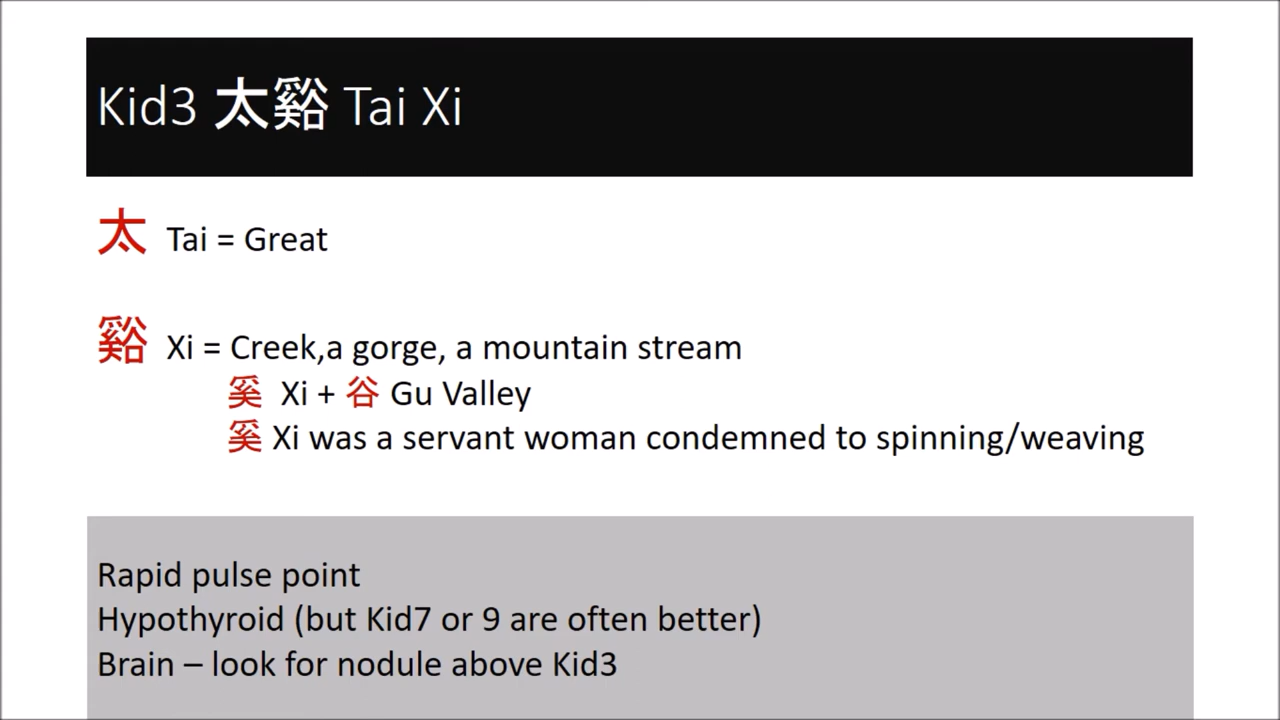 Kid3 太谿 Tai Xi
太 Tai = Great
谿 Xi = Creek,a gorge, a mountain stream
奚 Xi + 谷 Gu Valley
奚 Xi was a servant woman condemned to spinning/weaving
Rapid pulse point
Hypothyroid (but Kid7 or 9 are often better)
Brain – look for nodule above Kid3